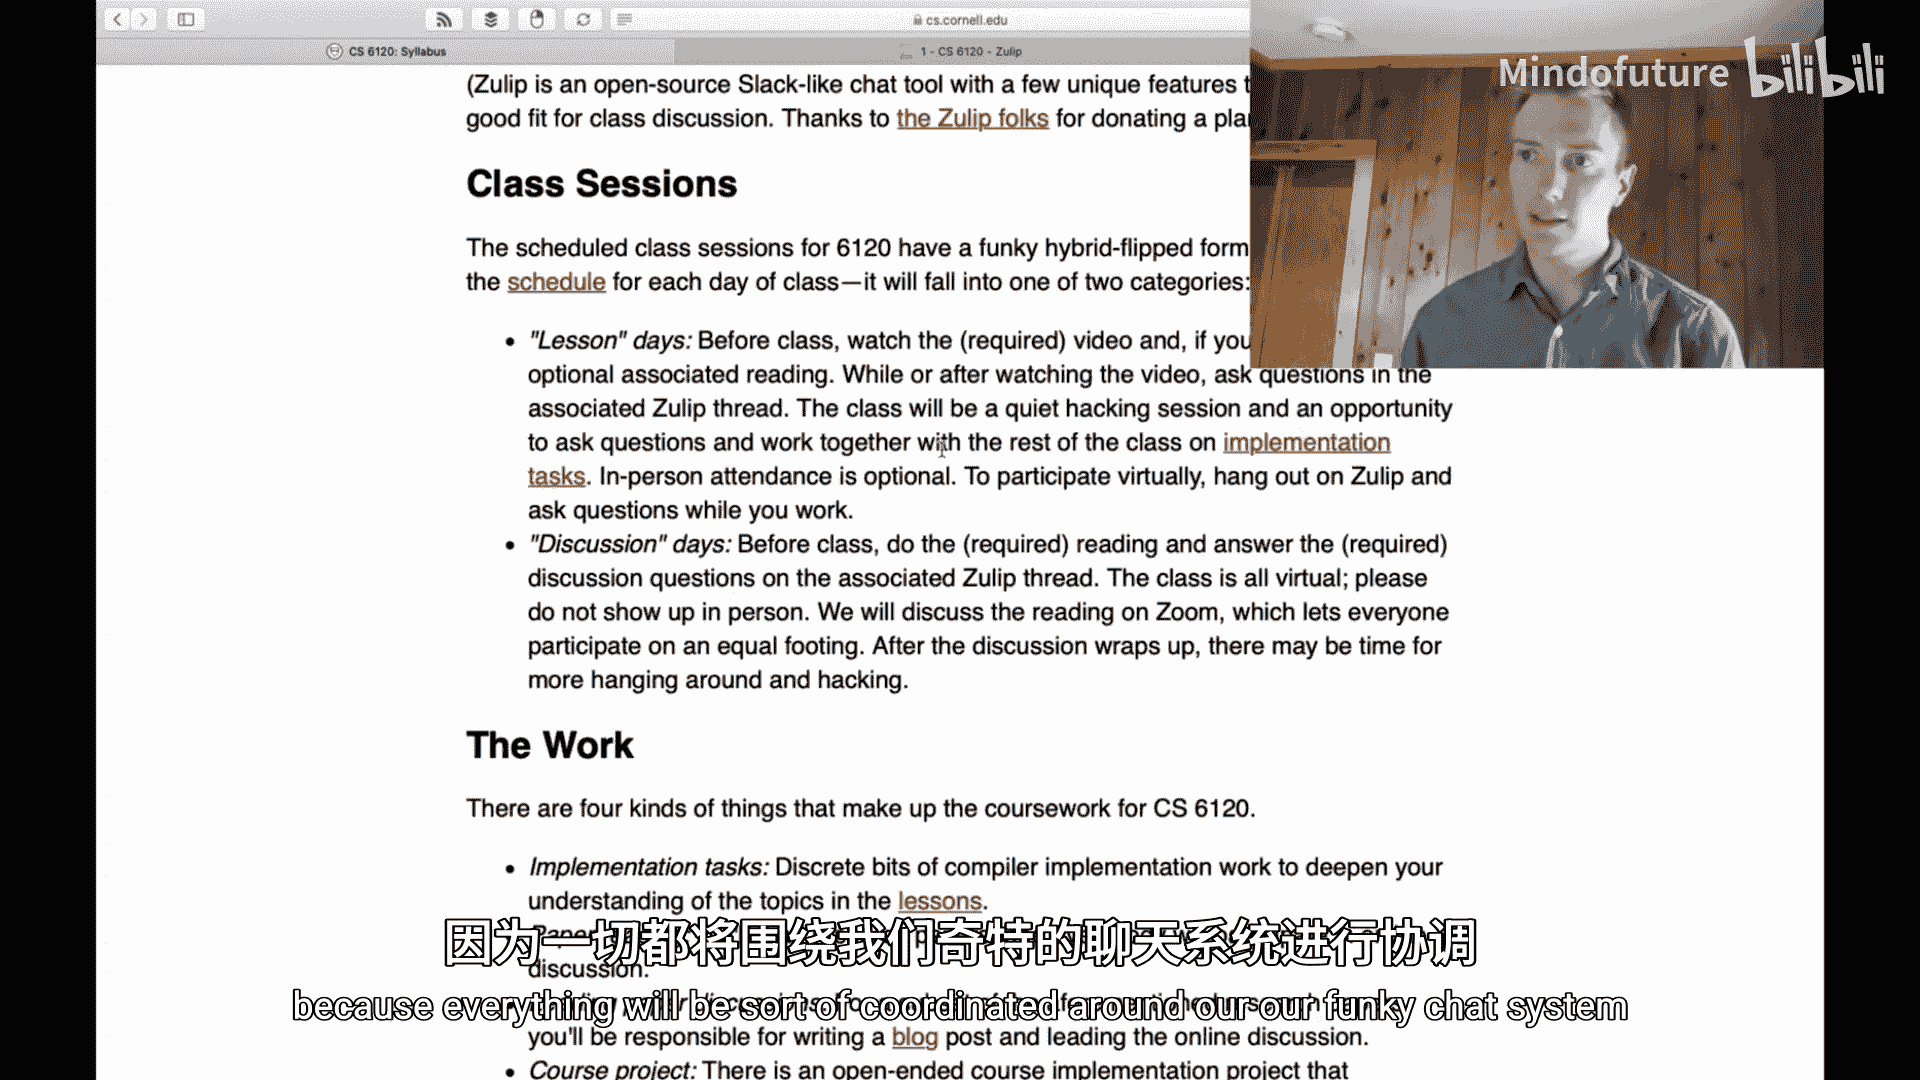 cs.cornell.edu
CS 6120: Syllabus
1 - CS 6120 - Zulip
Mindofuture bilibili
(Zulip is an open-source Slack-like chat tool with a few unique features
good fit for class discussion. Thanks to the Zulip folks for donating a
Class Sessions
The scheduled class sessions for 6120 have a funky hybrid-flipped
the schedule for each day of class—it will fall into one of two categories:
• "Lesson" days: Before class, watch the (required) video and, if you
optional associated reading. While or after watching the video, ask questions in the
associated Zulip thread. The class will be a quiet hacking session and an opportunity
to ask questions and work together with the rest of the class on implementation
tasks. In-person attendance is optional. To participate virtually, hang out on Zulip and
ask questions while you work.
• "Discussion" days: Before class, do the (required) reading and answer the (required)
discussion questions on the associated Zulip thread. The class is all virtual; please
do not show up in person. We will discuss the reading on Zoom, which lets everyone
participate on an equal footing. After the discussion wraps up, there may be time for
more hanging around and hacking.
The Work
There are four kinds of things that make up the coursework for CS 6120.
• Implementation tasks: Discrete bits of compiler implementation work to deepen your
understanding of the topics in the lessons.
因为一切都将围绕我们奇特的聊天系统进行协调
discussion.
because everything will be sort of coordinated around our our funky chat system
you'll be responsible for writing a blog post and leading the online discussion.
• Course project: There is an open-ended course implementation project that